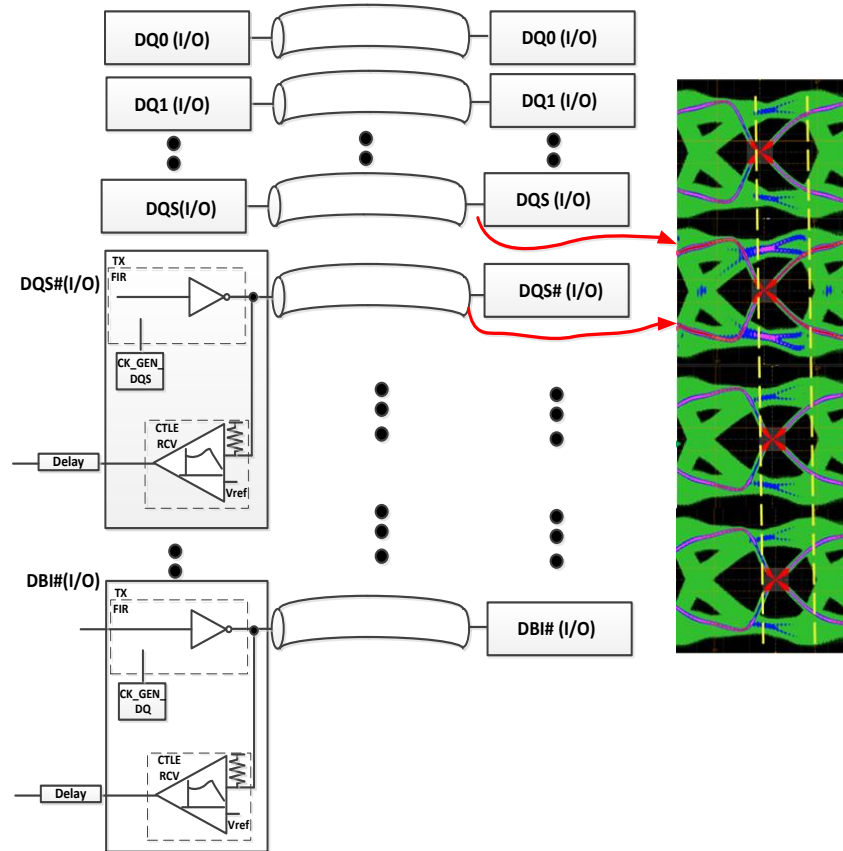 DQ0 (I/O)
DQ0 (I/O)
DQ1 (I/O)
DQ1 (I/O)
DQS(I/O)
DQS (I/O)
DQS#(I/O)
TX
FIR
CK_GEN_
DQS
CTLE
RCV
Vref
Delay
DQS# (I/O)
DBI#(I/O)
TX
FIR
CK_GEN_
DQ
CTLE
RCV
Vref
Delay
DBI# (I/O)